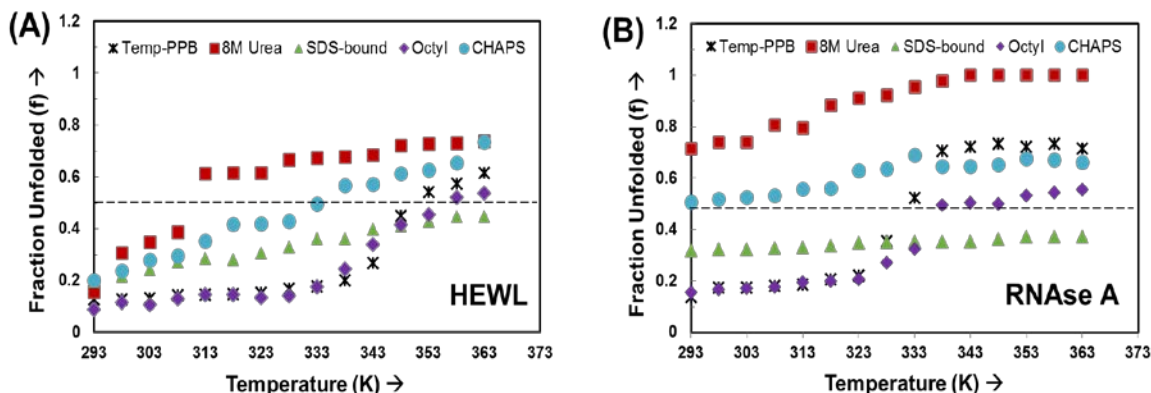 (A)
Temp-PPB 8M Urea SDS-bound Octyl CHAPS
Fraction Unfolded (f) →
1.2
1
0.8
0.6
0.4
0.2
0
HEWL
293 303 313 323 333 343 353 363 373
Temperature (K) →
(B)
Temp-PPB 8M Urea SDS-bound Octyl CHAPS
Fraction Unfolded (f) →
1.2
1
0.8
0.6
0.4
0.2
0
RNAse A
293 303 313 323 333 343 353 363 373
Temperature (K) →